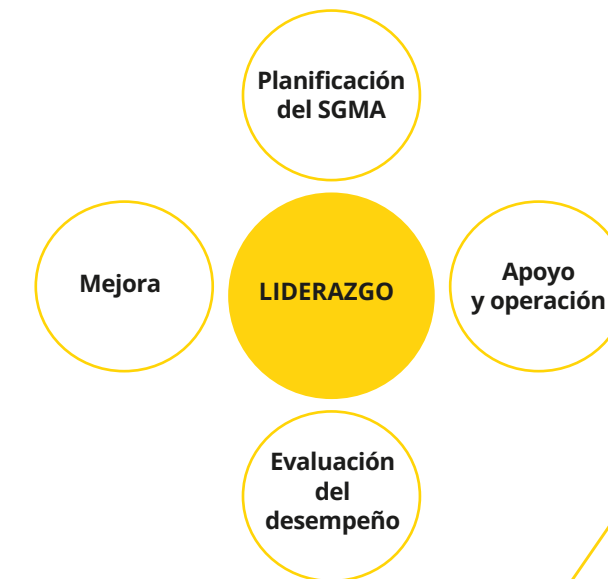 Planificación
del SGMA
Mejora
LIDERAZGO
Apoyo
y operación
Evaluación
del
desempeño